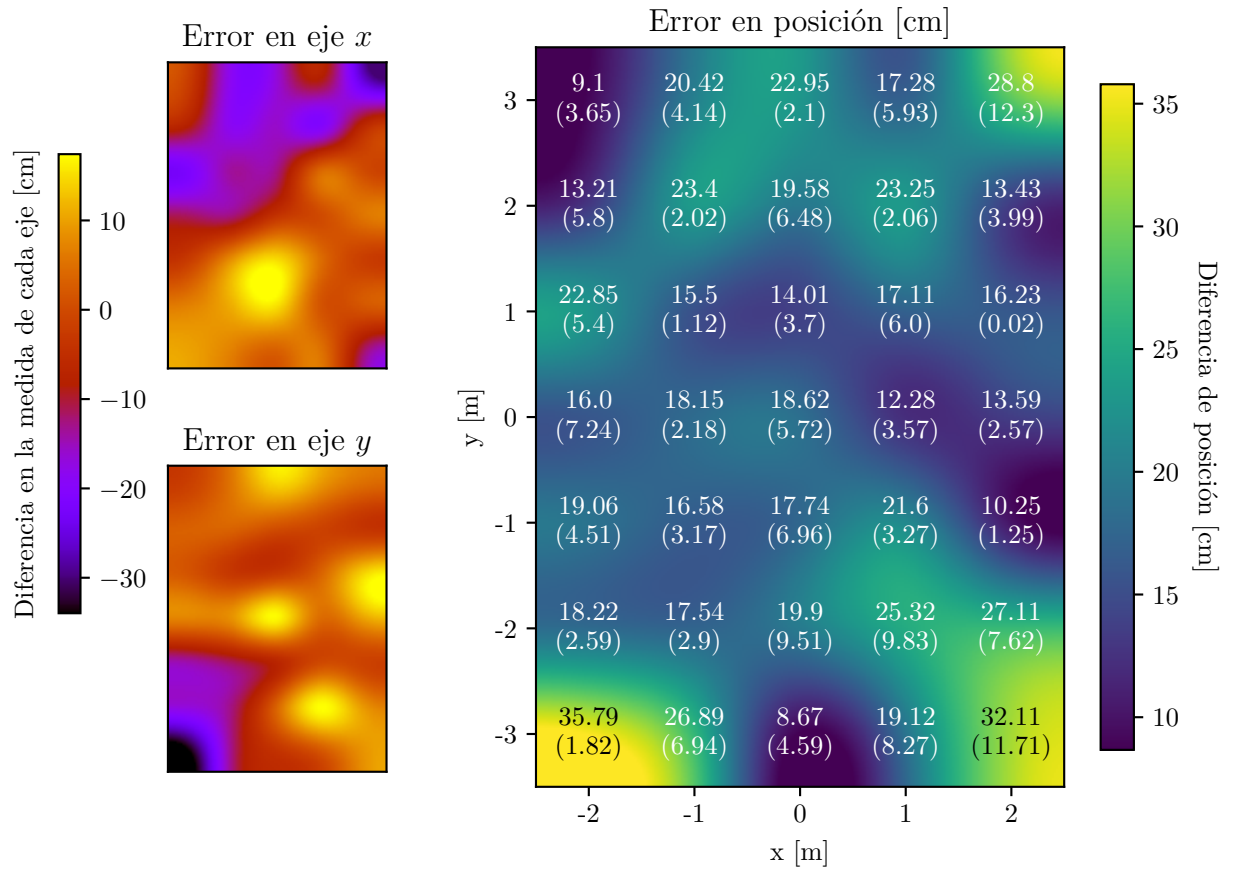 Error en eje x
Diferencia en la medida de cada eje [cm]
10
0
−10
−20
−30
Error en eje y
Error en posición [cm]
y [m]
3
2
1
0
-1
-2
-3
9.1 20.42 22.95 17.28 28.8
(3.65) (4.14) (2.1) (5.93) (12.3)
13.21 23.4 19.58 23.25 13.43
(5.8) (2.02) (6.48) (2.06) (3.99)
22.85 15.5 14.01 17.11 16.23
(5.4) (1.12) (3.7) (6.0) (0.02)
16.0 18.15 18.62 12.28 13.59
(7.24) (2.18) (5.72) (3.57) (2.57)
19.06 16.58 17.74 21.6 10.25
(4.51) (3.17) (6.96) (3.27) (1.25)
18.22 17.54 19.9 25.32 27.11
(2.59) (2.9) (9.51) (9.83) (7.62)
35.79 26.89 8.67 19.12 32.11
(1.82) (6.94) (4.59) (8.27) (11.71)
-2 -1 0 1 2
x [m]
35
30
25
20
15
10
Diferencia de posición [cm]